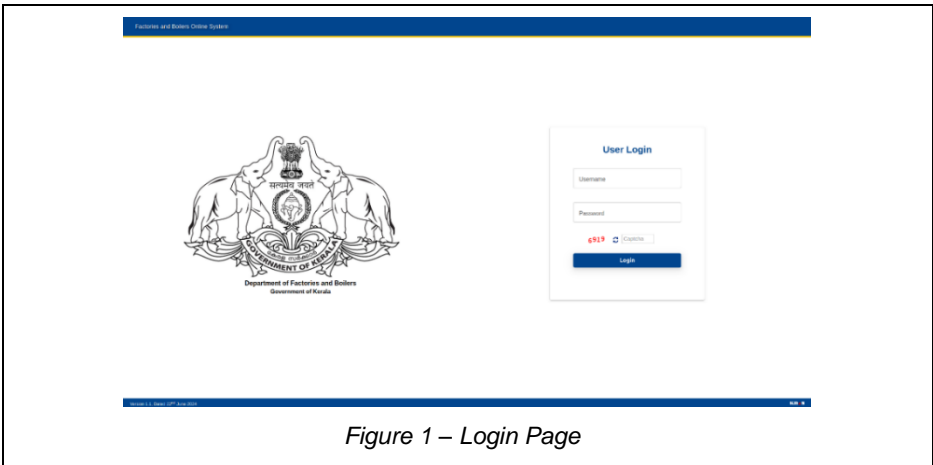 Factories and Boilers Online System
सत्यमेव जयते
GOVERNMENT OF KERALA
Department of Factories and Boilers
Government of Kerala
User Login
Username
Password
6919
Captcha
Login
Figure 1 – Login Page